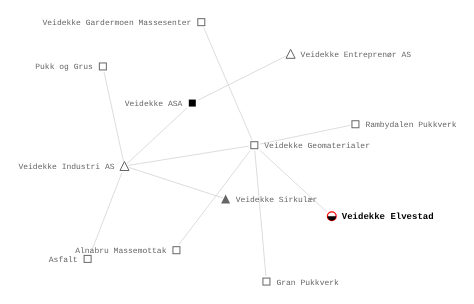 Veidekke Gardermoen Massesenter
Veidekke Entreprenør AS
Pukk og Grus
Veidekke ASA
Rambydalen Pukkverk
Veidekke Geomaterialer
Veidekke Industri AS
Veidekke Sirkulær
Veidekke Elvestad
Alnabru Massemottak
Asfalt
Gran Pukkverk